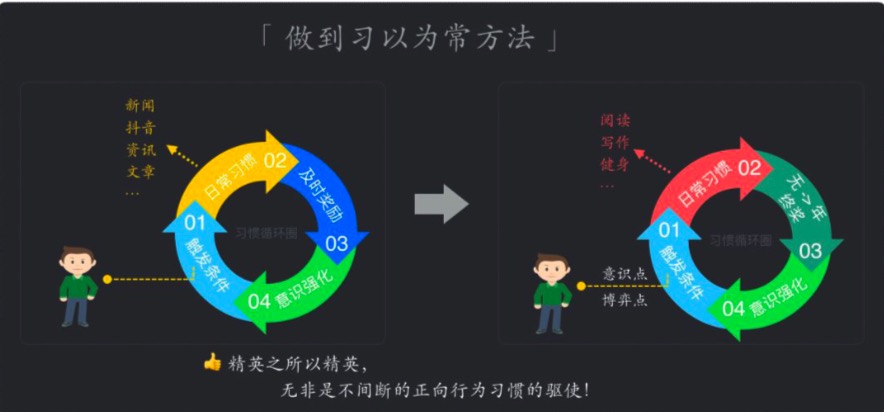 「 做到习以为常方法 」
新闻
抖音
资讯
文章
...
01
触发条件
日常习惯
02
及时奖励
03
04
意识强化
习惯循环圈
阅读
写作
健身
...
01
触发条件
日常习惯
02
无少年
终奖
03
04
意识强化
习惯循环圈
意识点
博弈点
👍 精英之所以精英,
无非是不间断的正向行为习惯的驱使!